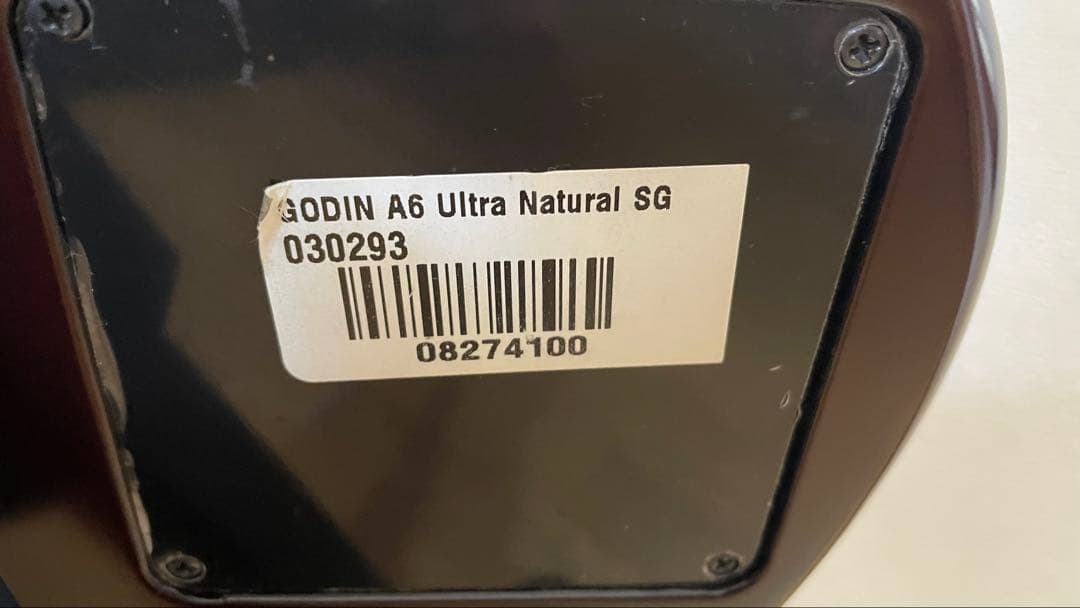 GODIN A6 Ultra Natural SG
030293
08274100